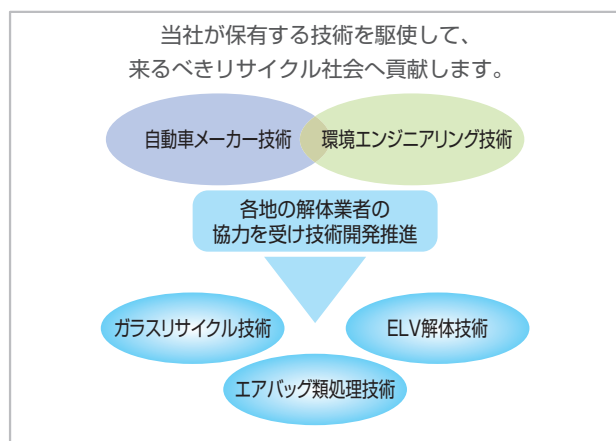 当社が保有する技術を駆使して、
来るべきリサイクル社会へ貢献します。
自動車メーカー技術
環境エンジニアリング技術
各地の解体業者の
協力を受け技術開発推進
ガラスリサイクル技術
ELV解体技術
エアバッグ類処理技術